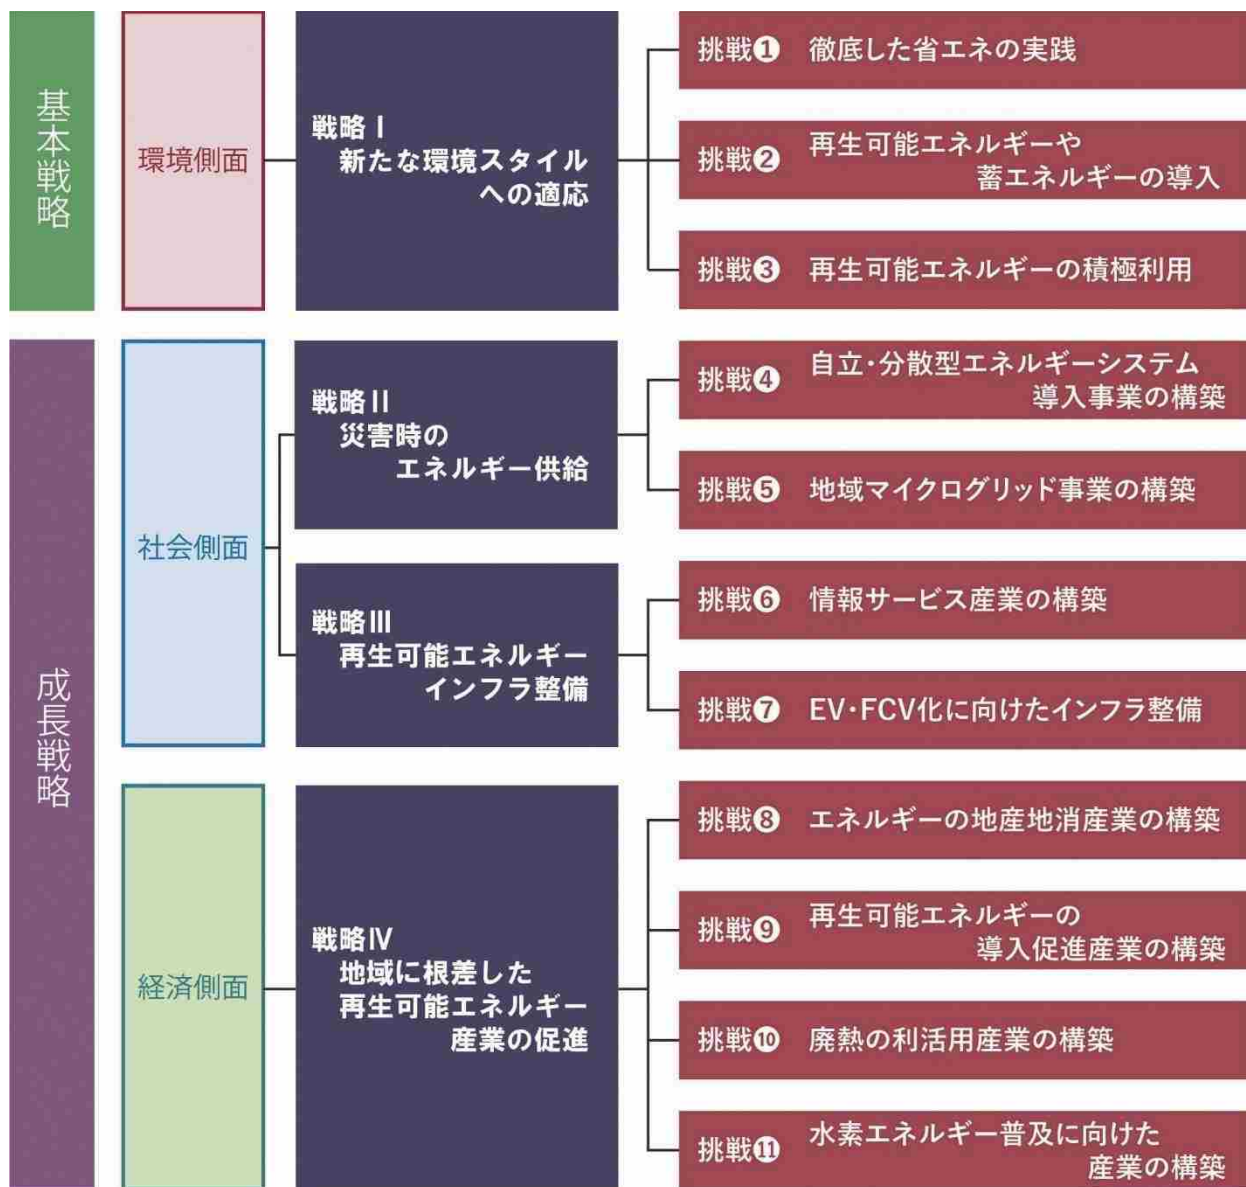 基本戦略
環境側面
戦略Ⅰ
新たな環境スタイル
への適応
挑戦❶ 徹底した省エネの実践
挑戦❷ 再生可能エネルギーや
蓄エネルギーの導入
挑戦❸ 再生可能エネルギーの積極利用
成長戦略
社会側面
戦略Ⅱ
災害時の
エネルギー供給
挑戦❹ 自立・分散型エネルギーシステム
導入事業の構築
挑戦❺ 地域マイクログリッド事業の構築
戦略Ⅲ
再生可能エネルギー
インフラ整備
挑戦❻ 情報サービス産業の構築
挑戦❼ EV・FCV化に向けたインフラ整備
経済側面
戦略Ⅳ
地域に根差した
再生可能エネルギー
産業の促進
挑戦❽ エネルギーの地産地消産業の構築
挑戦❾ 再生可能エネルギーの
導入促進産業の構築
挑戦❿ 廃熱の利活用産業の構築
挑戦⓫ 水素エネルギー普及に向けた
産業の構築